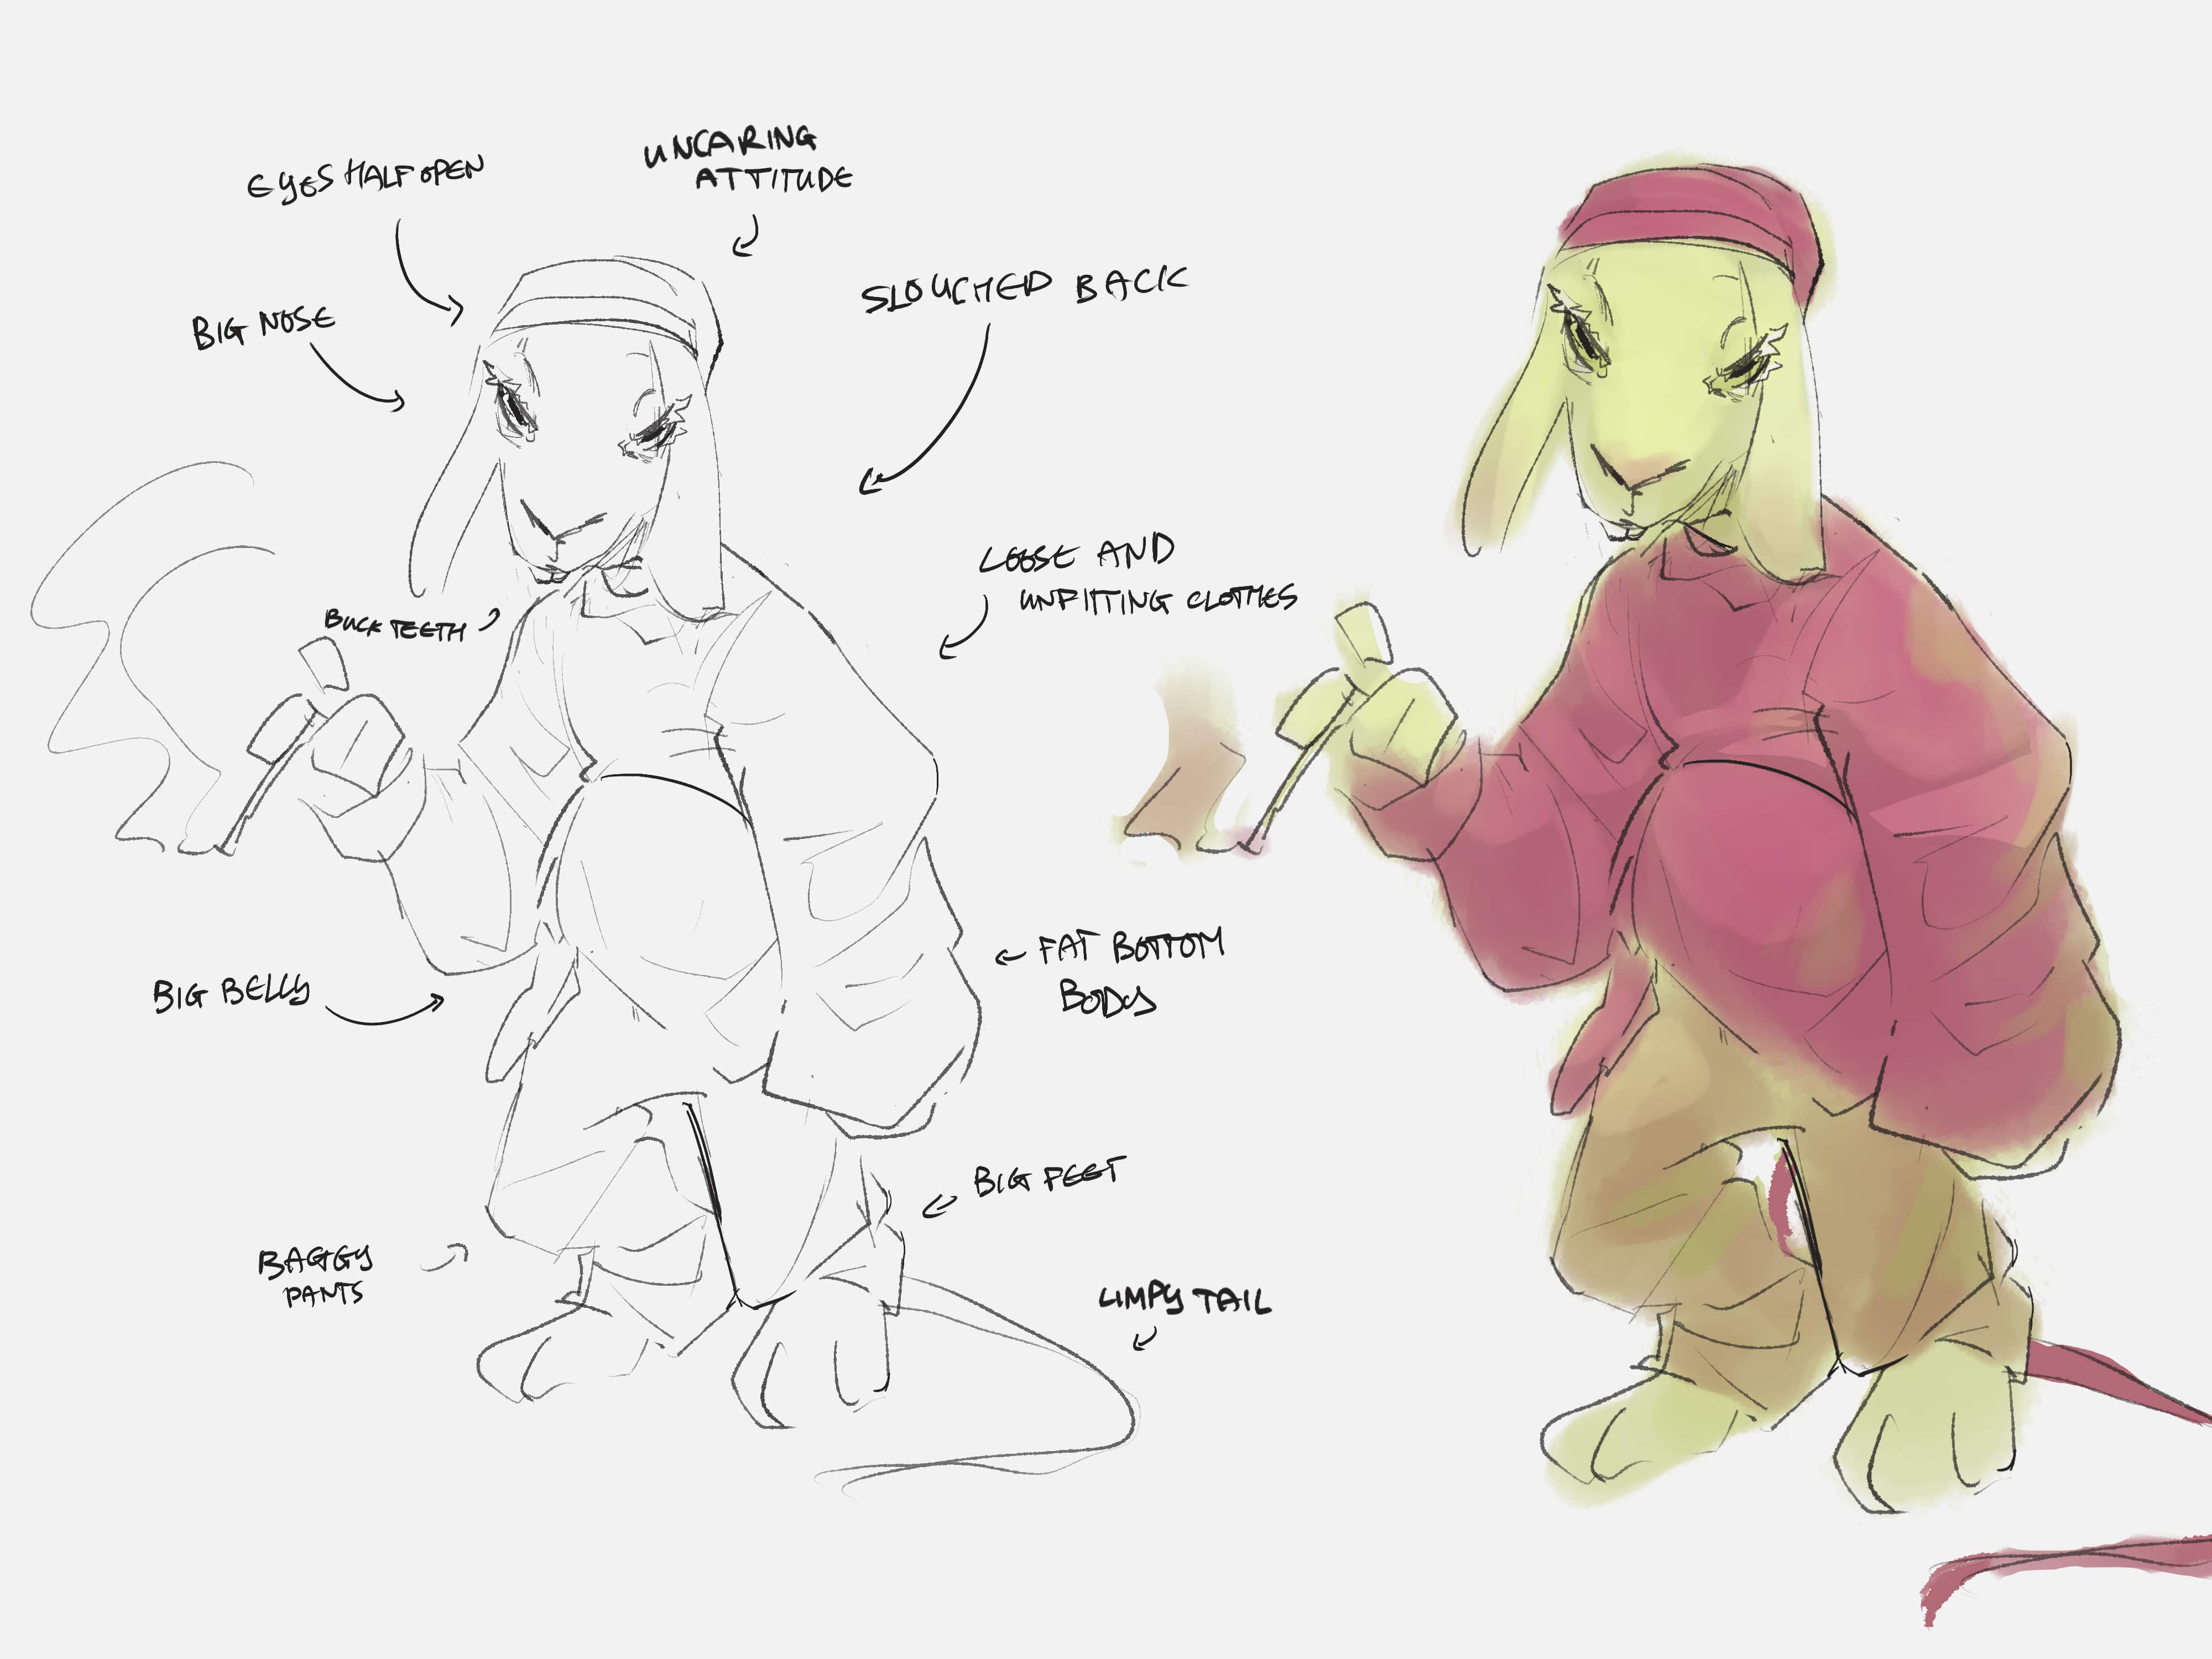 UNCARING
ATTITUDE
EYES HALF OPEN
BIG NOSE
SLOUCHED BACK
LOOSE AND
UNFITTING CLOTHES
BUCK TEETH
FAT BOTTOM
BODY
BIG BELLY
BIG FEET
BAGGY
PANTS
LIMPY TAIL